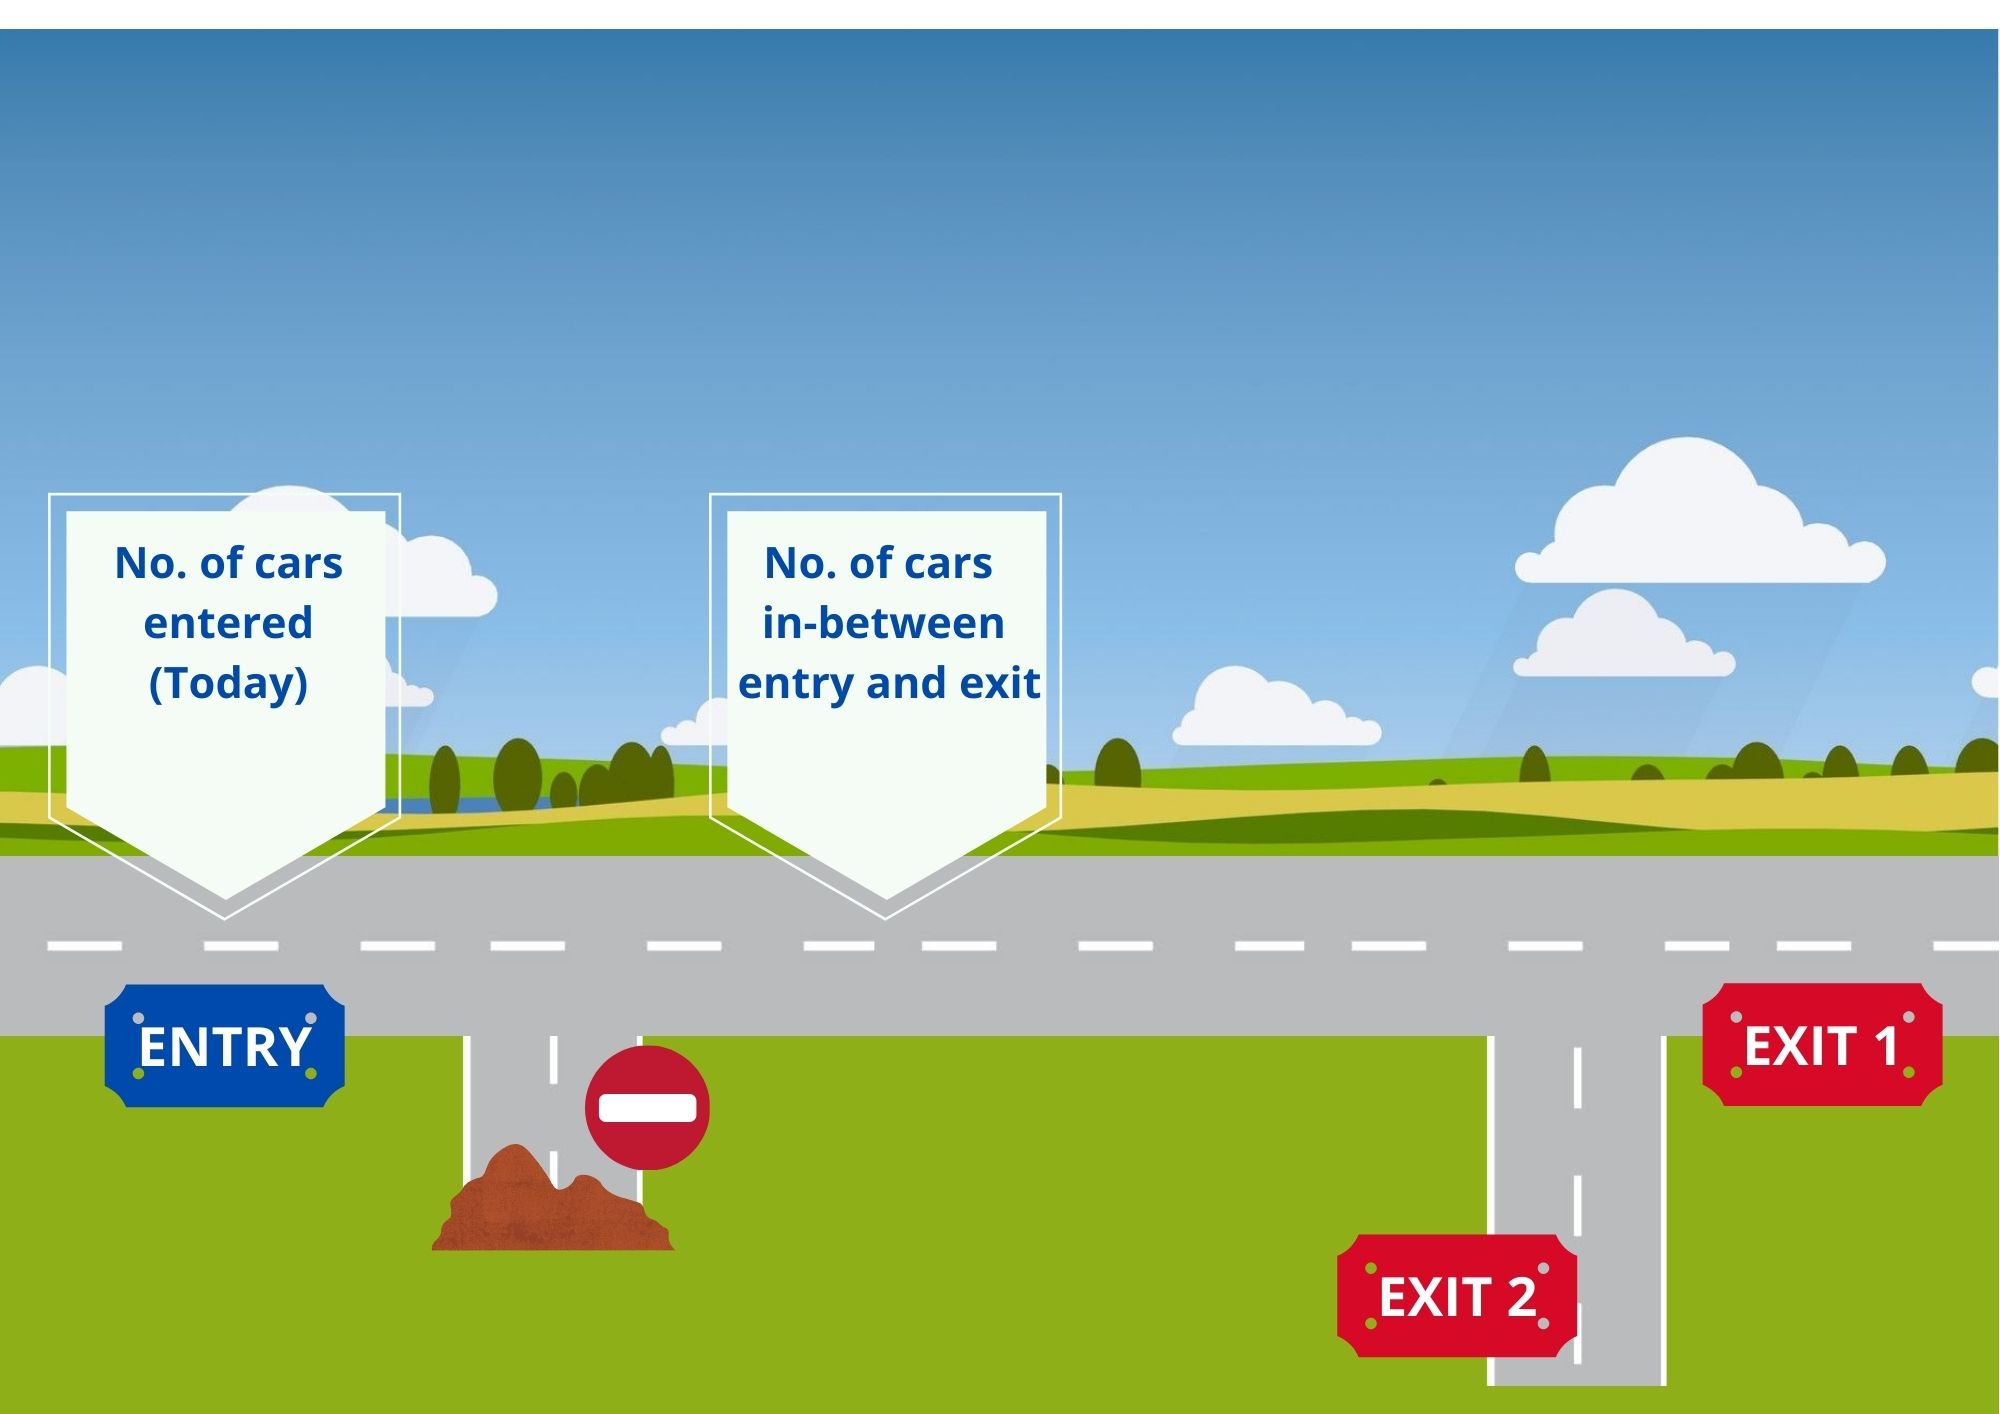 No. of cars
entered
(Today)
No. of cars
in-between
entry and exit
ENTRY
EXIT 1
EXIT 2